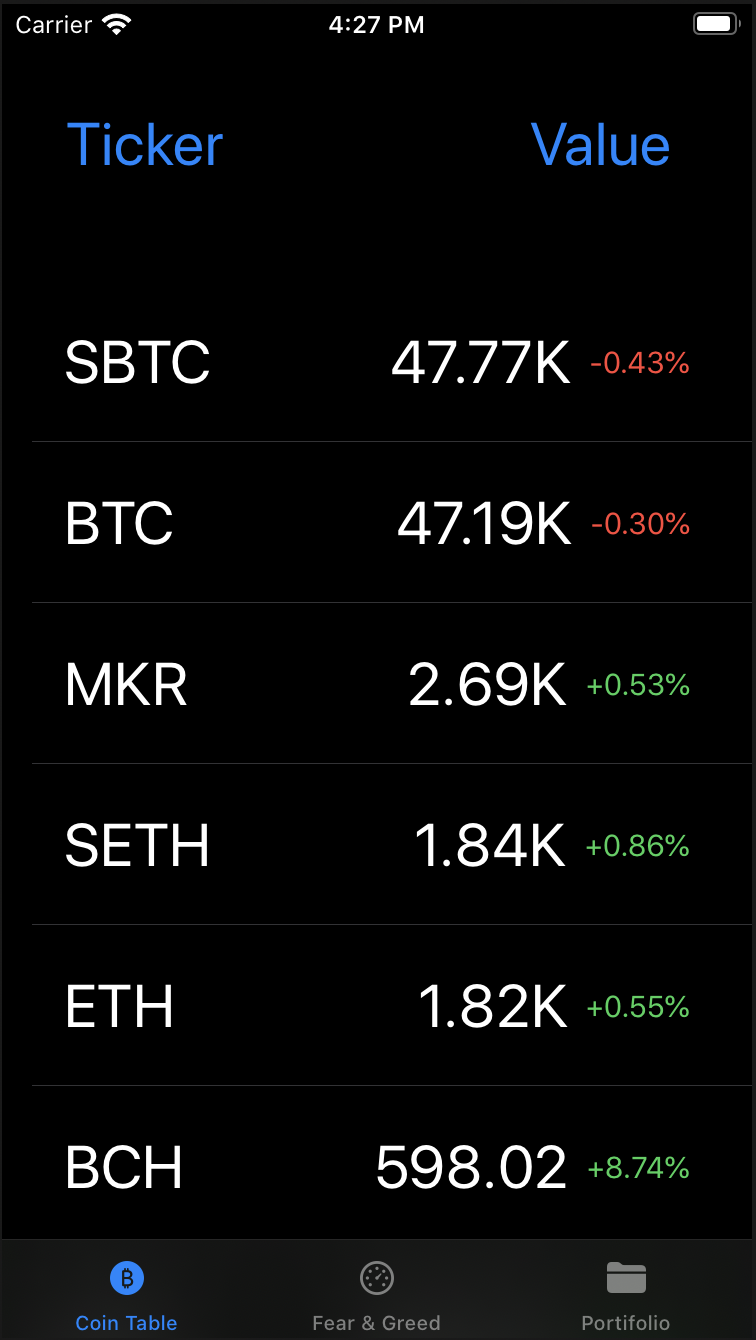 Carrier 4:27 PM
Ticker Value
SBTC 47.77K -0.43%
BTC 47.19K -0.30%
MKR 2.69K +0.53%
SETH 1.84K +0.86%
ETH 1.82K +0.55%
BCH 598.02 +8.74%
Coin Table Fear & Greed Portifolio